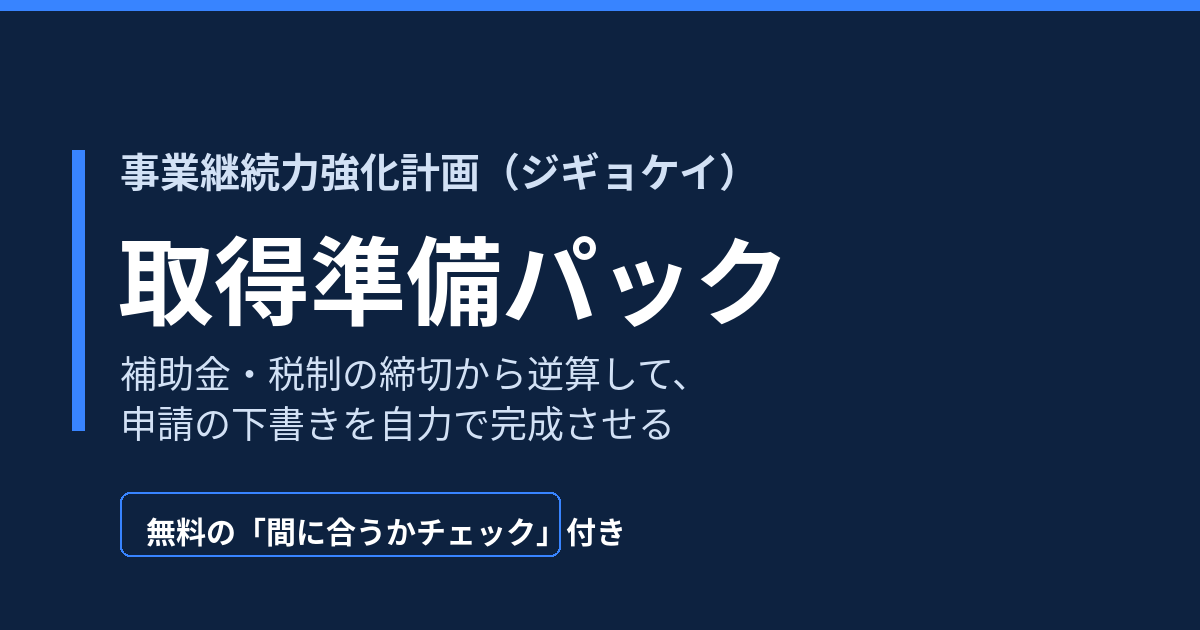 事業継続力強化計画（ジギョケイ）
取得準備パック
補助金・税制の締切から逆算して、
申請の下書きを自力で完成させる
無料の「間に合うかチェック」付き